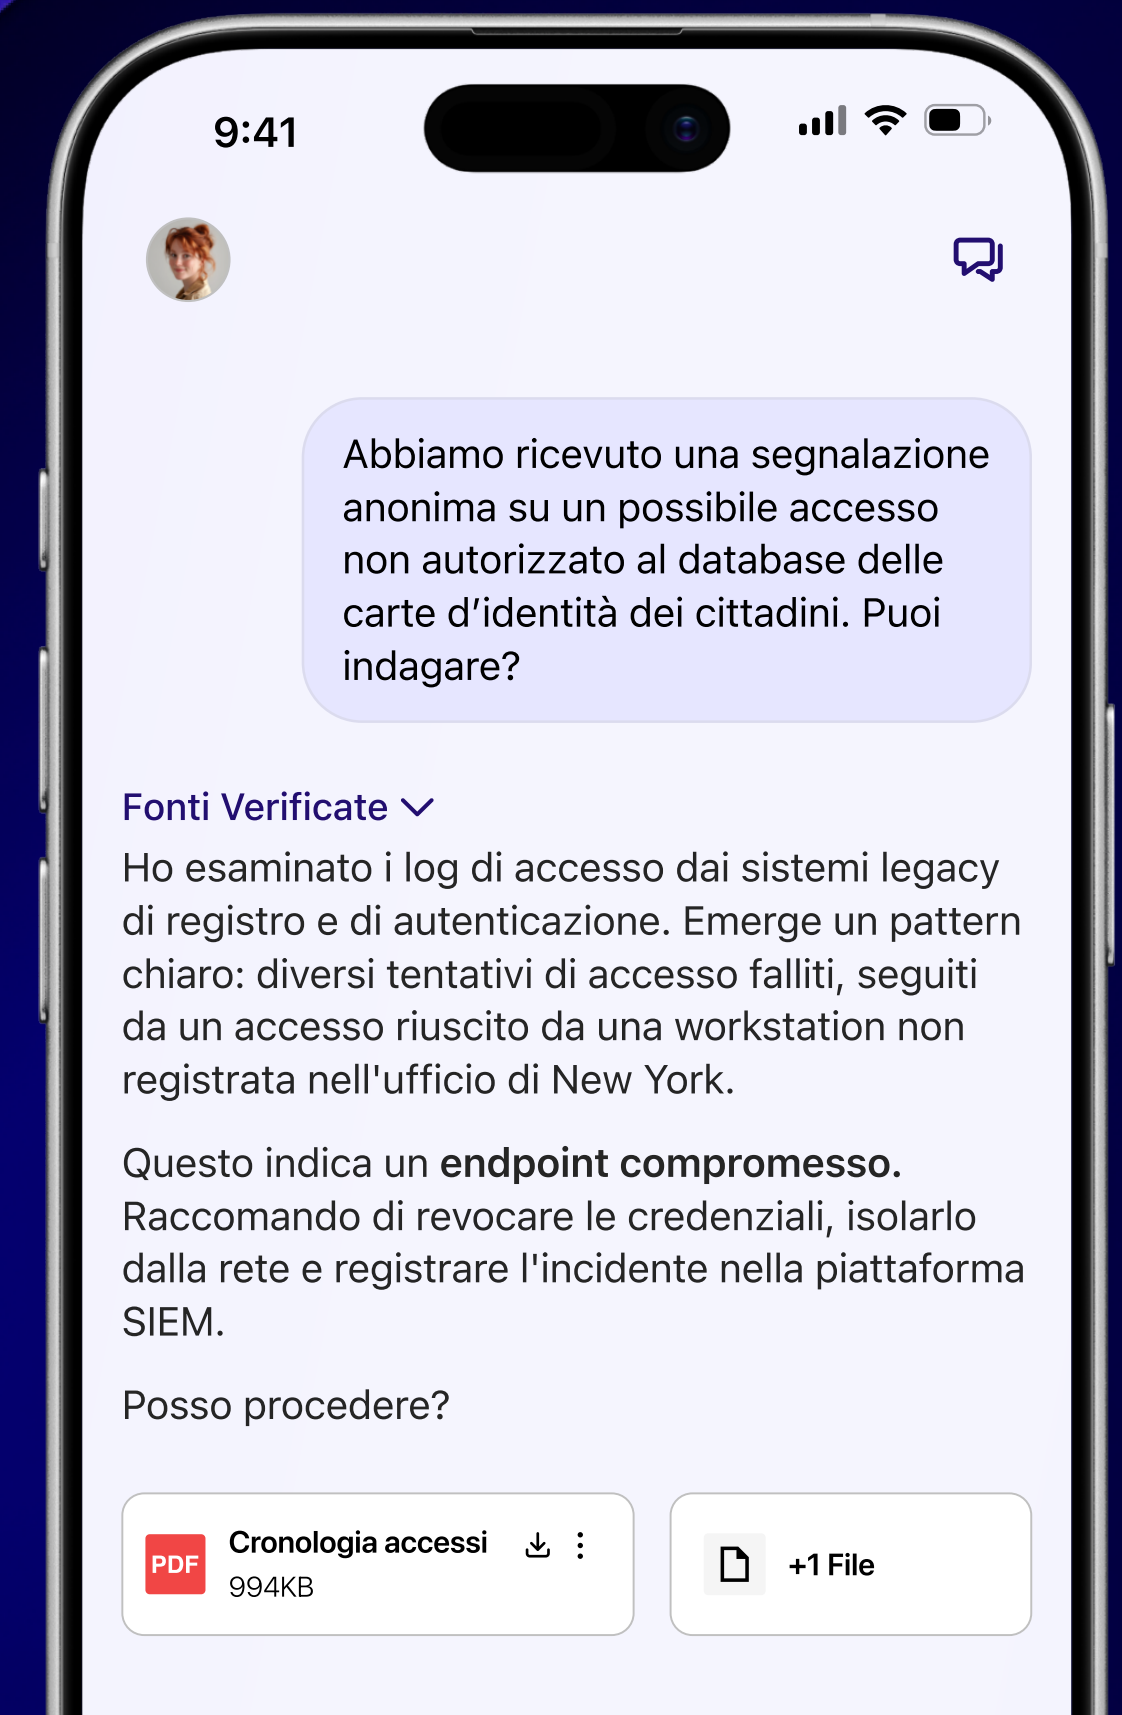 9:41
Abbiamo ricevuto una segnalazione
anonima su un possibile accesso
non autorizzato al database delle
carte d’identità dei cittadini. Puoi
indagare?
Fonti Verificate
Ho esaminato i log di accesso dai sistemi legacy
di registro e di autenticazione. Emerge un pattern
chiaro: diversi tentativi di accesso falliti, seguiti
da un accesso riuscito da una workstation non
registrata nell'ufficio di New York.
Questo indica un endpoint compromesso.
Raccomando di revocare le credenziali, isolarlo
dalla rete e registrare l'incidente nella piattaforma
SIEM.
Posso procedere?
PDF
Cronologia accessi
994KB
+1 File